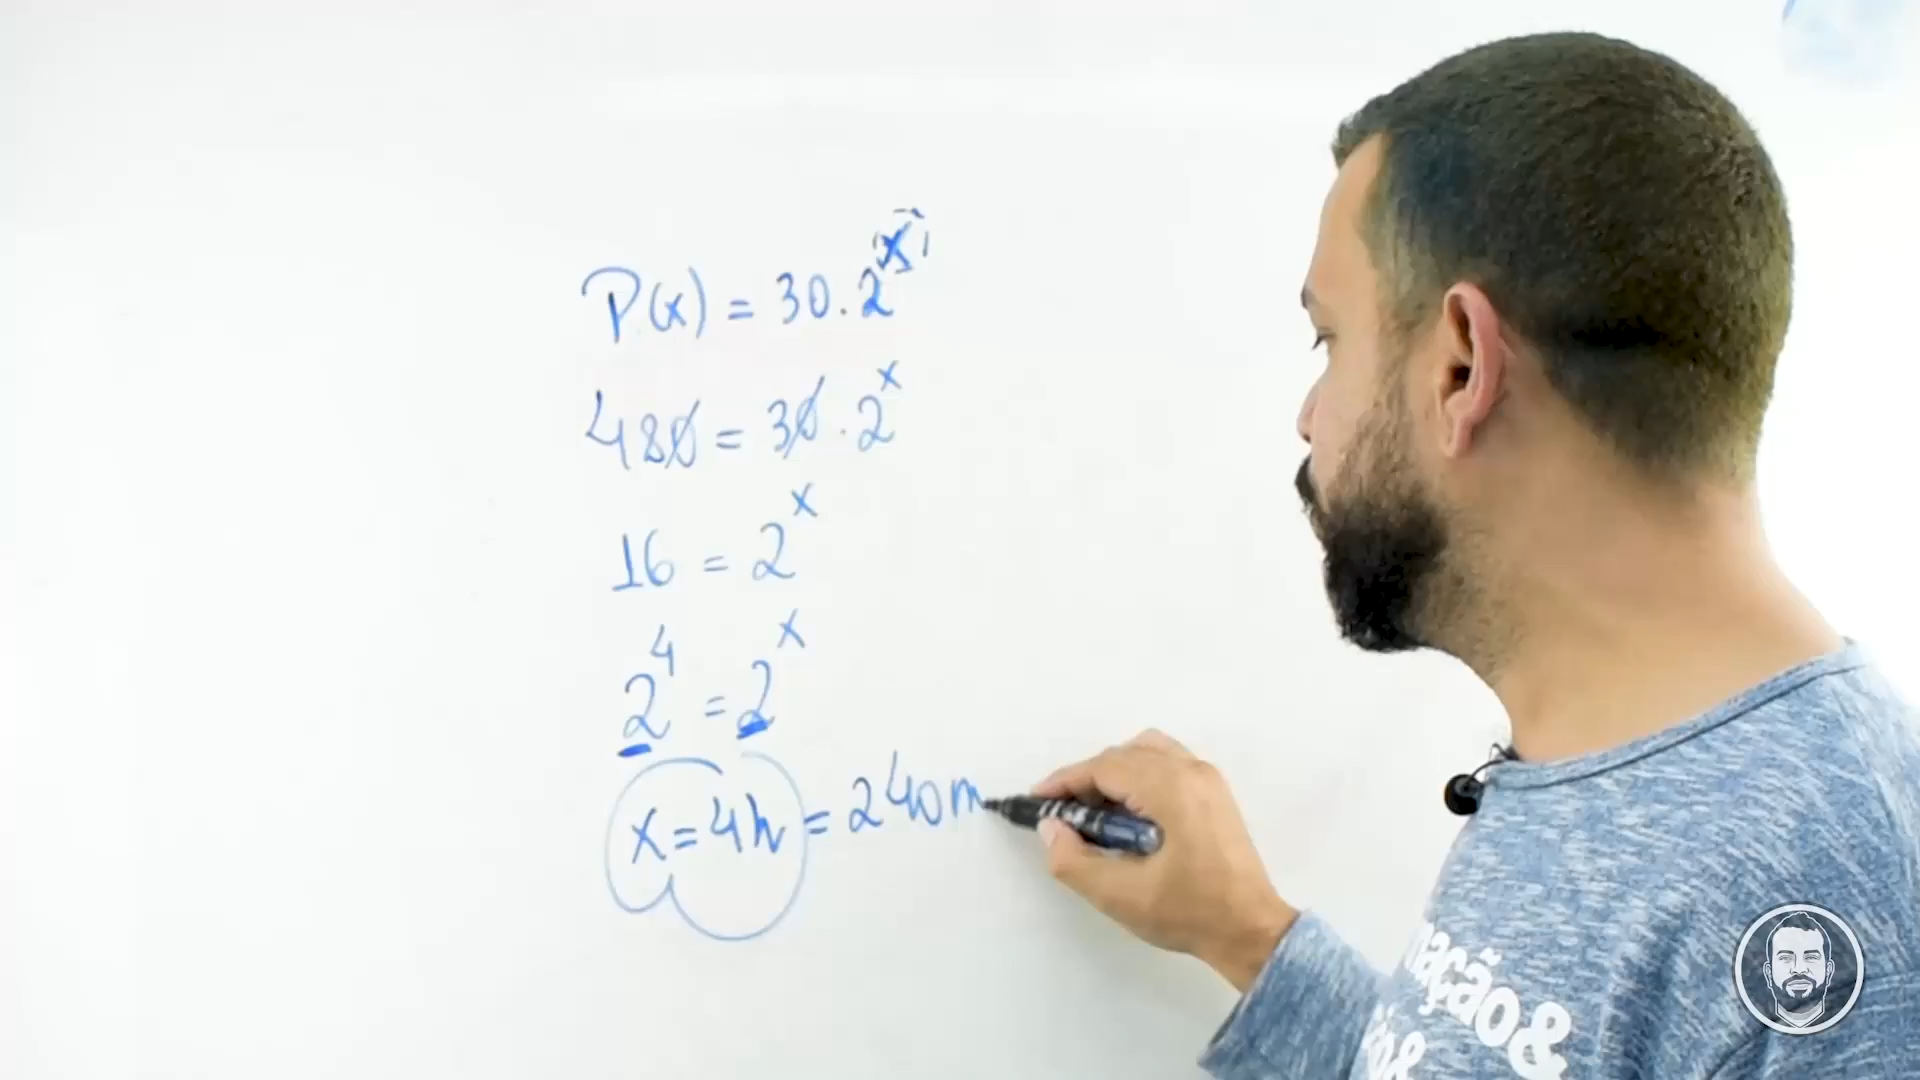 P(x) = 30 . 2^x
480 = 30 . 2^x
16 = 2^x
2^4 = 2^x
x = 4h = 240m